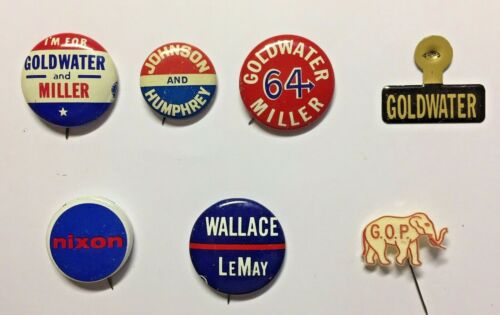 I'M FOR
GOLDWATER
and
MILLER
JOHNSON
AND
HUMPHREY
GOLDWATER
64
MILLER
GOLDWATER
nixon
WALLACE
LEMAY
G.O.P.